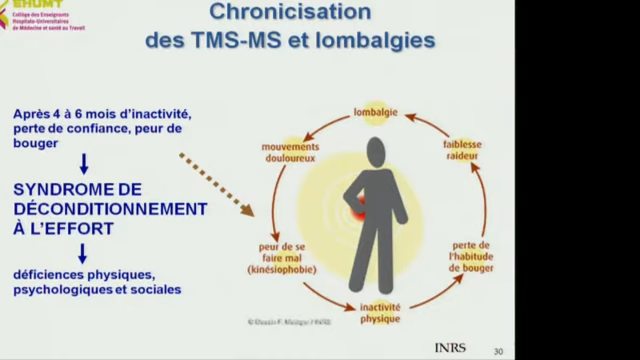 EHUMT
Collège des Enseignants
Hospitalo-Universitaires
de Médecine et santé au Travail
Chronicisation
des TMS-MS et lombalgies
Après 4 à 6 mois d'inactivité,
perte de confiance, peur de
bouger
SYNDROME DE
DÉCONDITIONNEMENT
À L'EFFORT
déficiences physiques,
psychologiques et sociales
lombalgie
mouvements
douloureux
peur de se
faire mal
(kinésiophobie)
inactivité
physique
perte de
l'habitude
de bouger
faiblesse
raideur
INRS
30